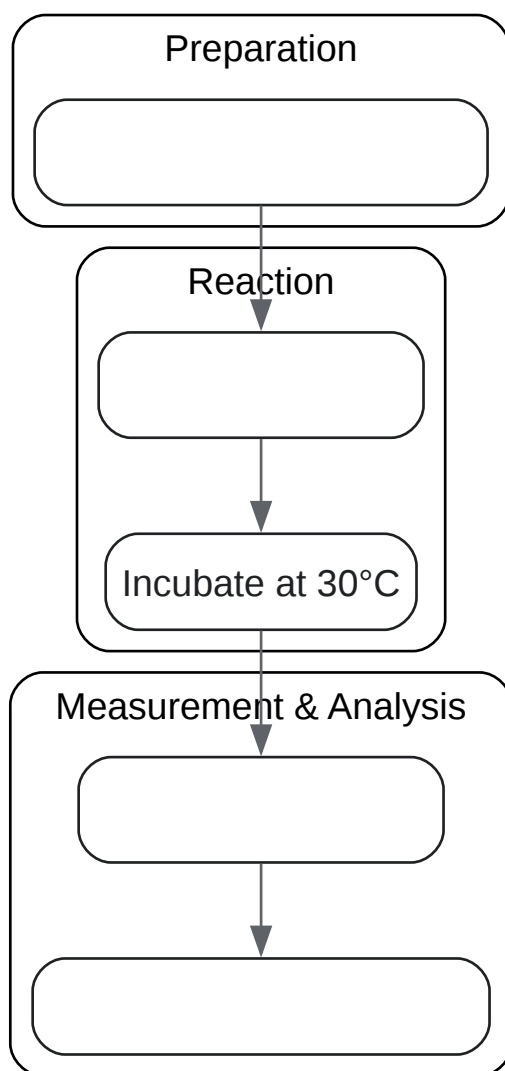 Preparation
Reaction
Incubate at 30°C
Measurement & Analysis